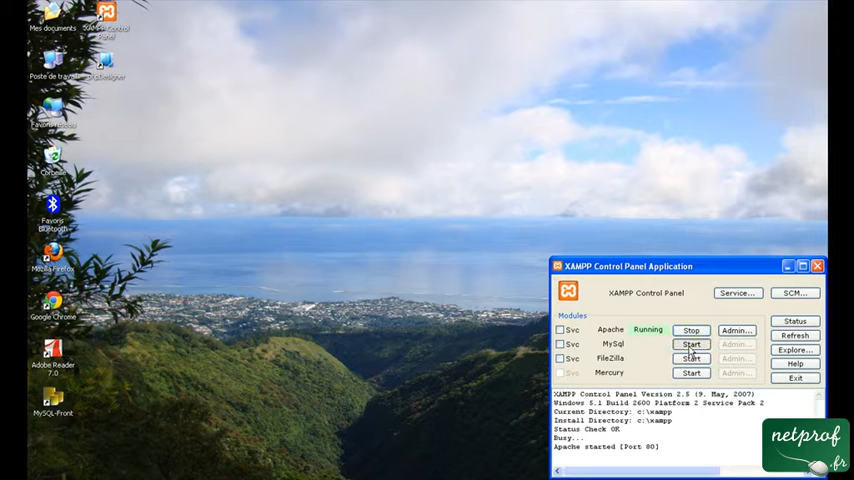 Mes documents
XAMPP Control
Panel
Poste de travail
phpDesigner
Favoris réseau
Corbeille
Favoris
Bluetooth
Mozilla Firefox
Google Chrome
Adobe Reader
7.0
MySQL-Front
XAMPP Control Panel Application
XAMPP Control Panel
Service...
SCM...
Modules
Svc Apache Running Stop Admin...
Svc MySql Start Admin...
Svc FileZilla Start Admin...
Svc Mercury Start Admin...
Status
Refresh
Explore...
Help
Exit
XAMPP Control Panel Version 2.5 (9. May, 2007)
Windows 5.1 Build 2600 Platform 2 Service Pack 2
Current Directory: c:\xampp
Install Directory: c:\xampp
Status Check OK
Busy...
Apache started [Port 80]
netprof
.fr